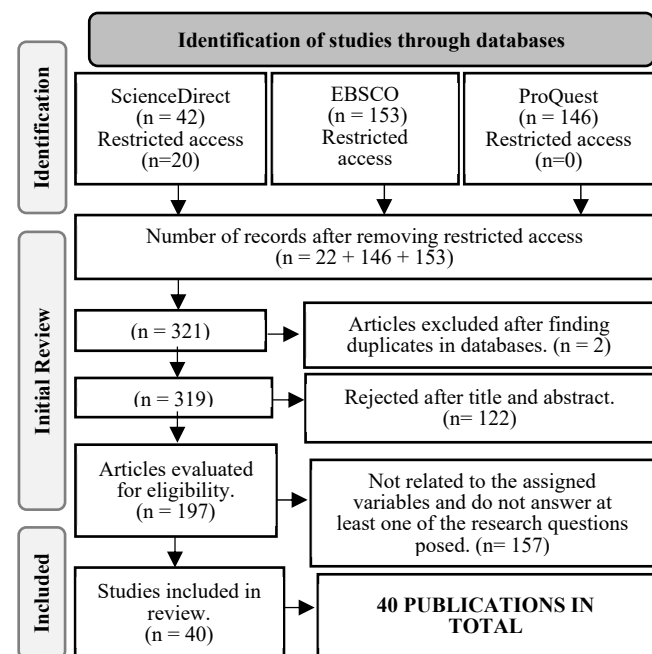 Identification of studies through databases
Identification
ScienceDirect
(n = 42)
Restricted access
(n=20)
EBSCO
(n = 153)
Restricted
access
ProQuest
(n = 146)
Restricted access
(n=0)
Initial Review
Number of records after removing restricted access
(n = 22 + 146 + 153)
(n = 321)
Articles excluded after finding
duplicates in databases. (n = 2)
(n = 319)
Rejected after title and abstract.
(n= 122)
Articles evaluated
for eligibility.
(n = 197)
Not related to the assigned
variables and do not answer at
least one of the research questions
posed. (n= 157)
Included
Studies included in
review.
(n = 40)
40 PUBLICATIONS IN
TOTAL